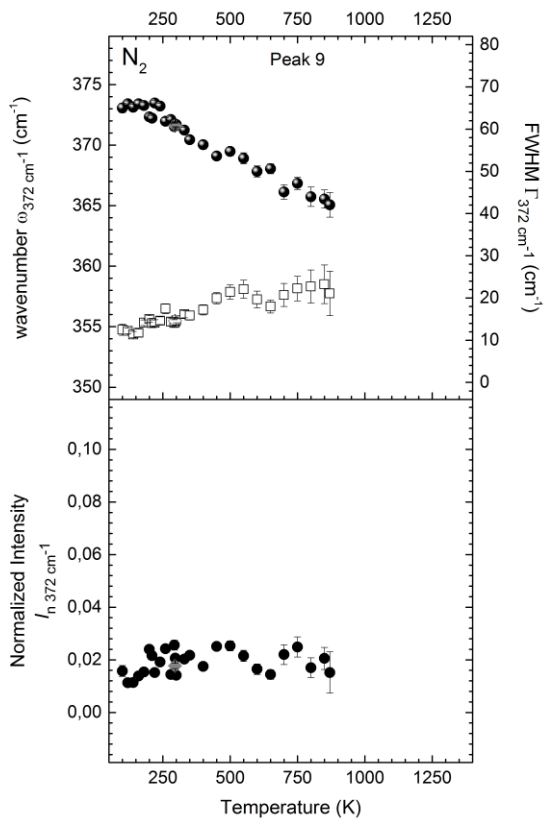 250 500 750 1000 1250
N2
Peak 9
375
370
365
360
355
350
wavenumber ω372 cm-1 (cm-1)
80
70
60
50
40
30
20
10
0
FWHM Γ372 cm-1 (cm-1)
0,10
0,08
0,06
0,04
0,02
0,00
Normalized Intensity
In 372 cm-1
250 500 750 1000 1250
Temperature (K)